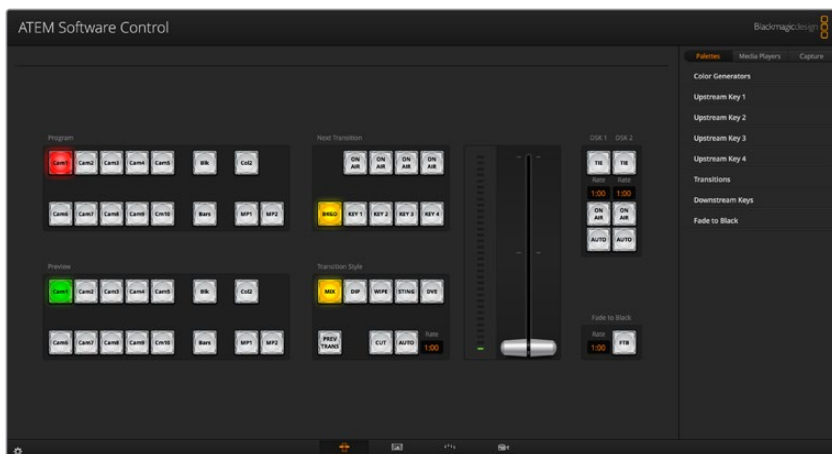 ATEM Software Control
Blackmagicdesign
Palettes Media Players Capture
Color Generators
Upstream Key 1
Upstream Key 2
Upstream Key 3
Upstream Key 4
Transitions
Downstream Keys
Fade to Black
Program
Cam1 Cam2 Cam3 Cam4 Cam5 Blk Col2
Cam6 Cam7 Cam8 Cam9 Cm10 Bars MP1 MP2
Next Transition
ON AIR ON AIR ON AIR ON AIR
BKGD KEY 1 KEY 2 KEY 3 KEY 4
DSK 1 DSK 2
TIE TIE
Rate Rate
1:00 1:00
ON AIR ON AIR
AUTO AUTO
Preview
Cam1 Cam2 Cam3 Cam4 Cam5 Blk Col2
Cam6 Cam7 Cam8 Cam9 Cm10 Bars MP1 MP2
Transition Style
MIX DIP WIPE STING DVE
PREV TRANS CUT AUTO Rate 1:00
Fade to Black
Rate
1:00 FTB